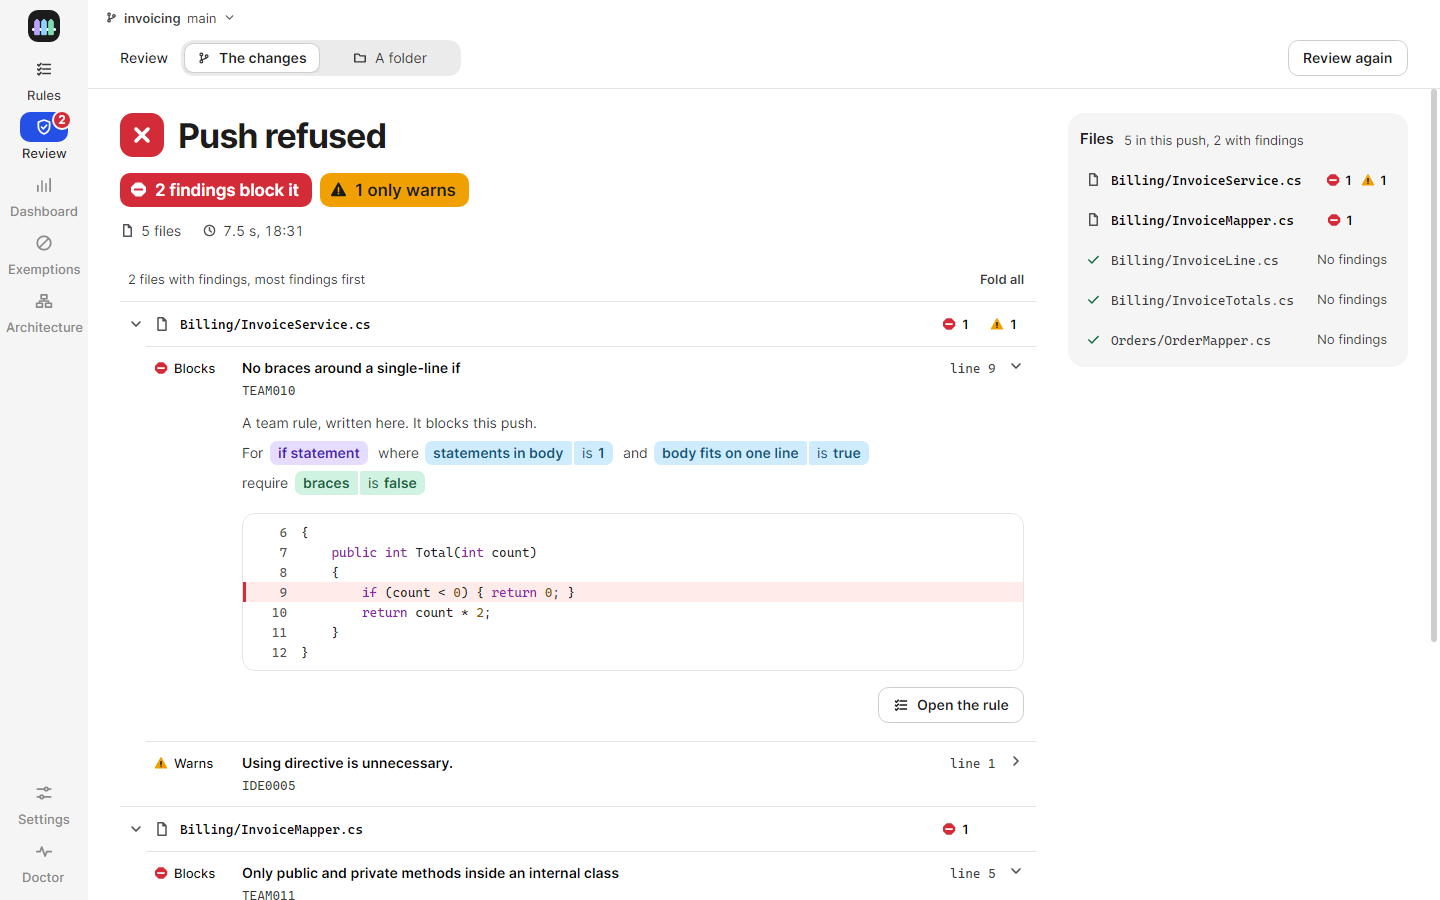 invoicing main
Review The changes A folder Review again
Rules
2
Review
Dashboard
Exemptions
Architecture
Settings
Doctor
Push refused
2 findings block it 1 only warns
5 files 7.5 s, 18:31
2 files with findings, most findings first Fold all
Billing/InvoiceService.cs 1 1
Blocks No braces around a single-line if line 9
TEAM010
A team rule, written here. It blocks this push.
For if statement where statements in body is 1 and body fits on one line is true
require braces is false
6 {
7 public int Total(int count)
8 {
9 if (count < 0) { return 0; }
10 return count * 2;
11 }
12 }
Open the rule
Warns Using directive is unnecessary. line 1
IDE0005
Billing/InvoiceMapper.cs 1
Blocks Only public and private methods inside an internal class line 5
TEAM011
Files 5 in this push, 2 with findings
Billing/InvoiceService.cs 1 1
Billing/InvoiceMapper.cs 1
Billing/InvoiceLine.cs No findings
Billing/InvoiceTotals.cs No findings
Orders/OrderMapper.cs No findings